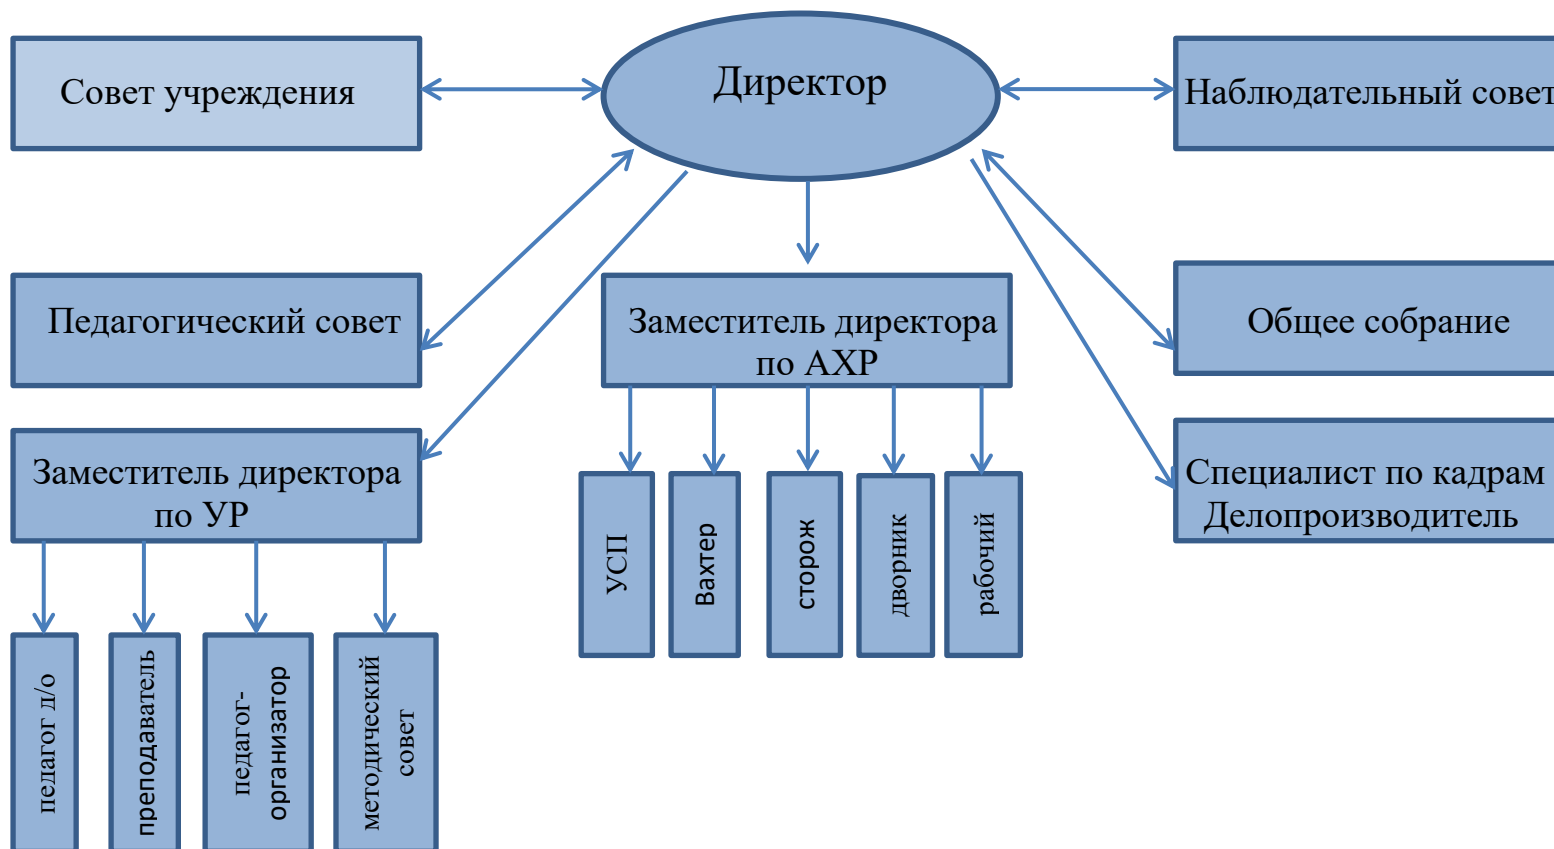 Директор
Совет учреждения
Наблюдательный совет
Педагогический совет
Заместитель директора
по АХР
Общее собрание
Заместитель директора
по УР
Специалист по кадрам
Делопроизводитель
УСП
Вахтер
сторож
дворник
рабочий
педагог д/о
преподаватель
педагог-
организатор
методический
совет